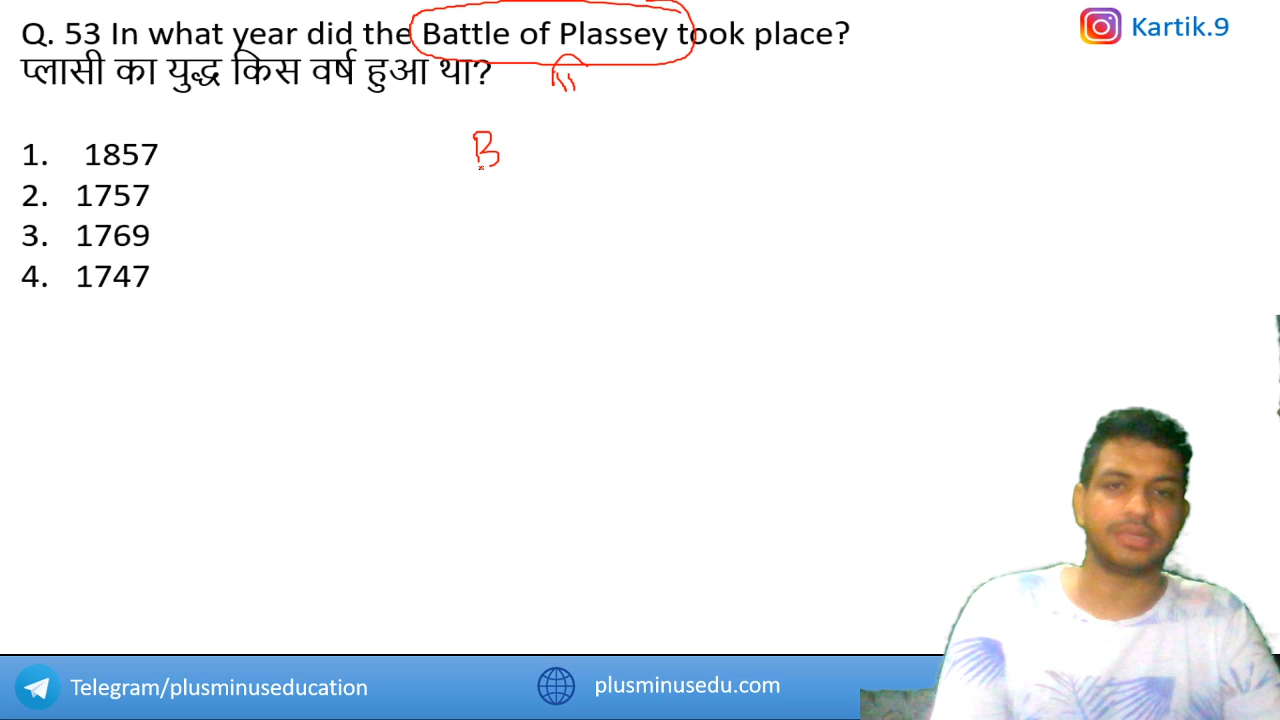 Q. 53 In what year did the Battle of Plassey took place?
प्लासी का युद्ध किस वर्ष हुआ था?
Kartik.9
B
1. 1857
2. 1757
3. 1769
4. 1747
Telegram/plusminuseducation
plusminusedu.com